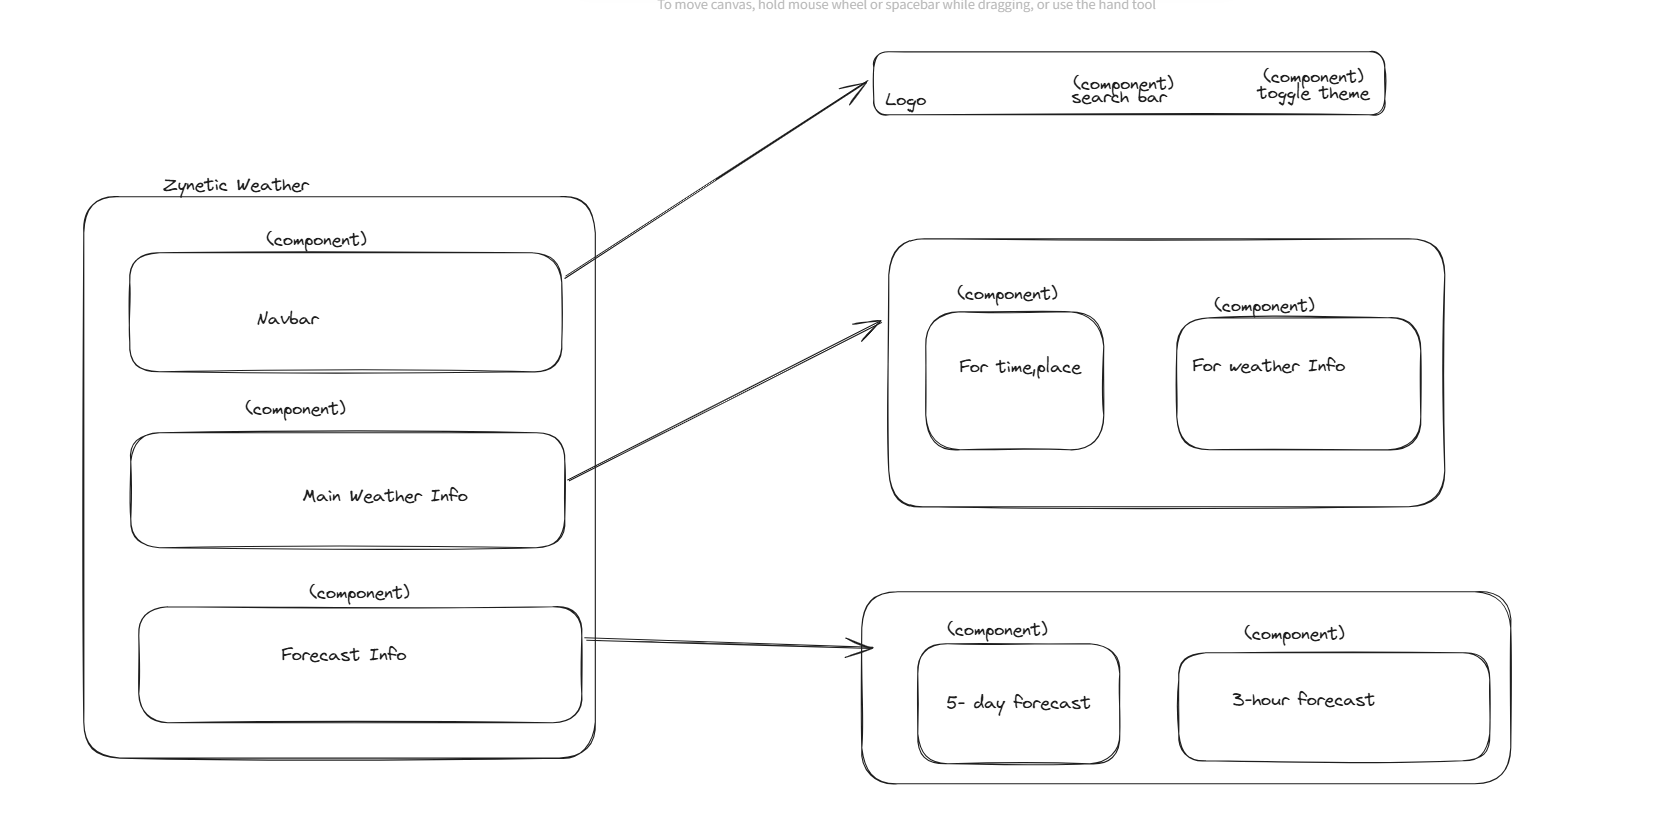 To move canvas, hold mouse wheel or spacebar while dragging, or use the hand tool
Zynetic Weather
(component)
Navbar
(component)
Main Weather Info
(component)
Forecast Info
Logo
(component)
search bar
(component)
toggle theme
(component)
For time,place
(component)
For weather Info
(component)
5- day forecast
(component)
3-hour forecast